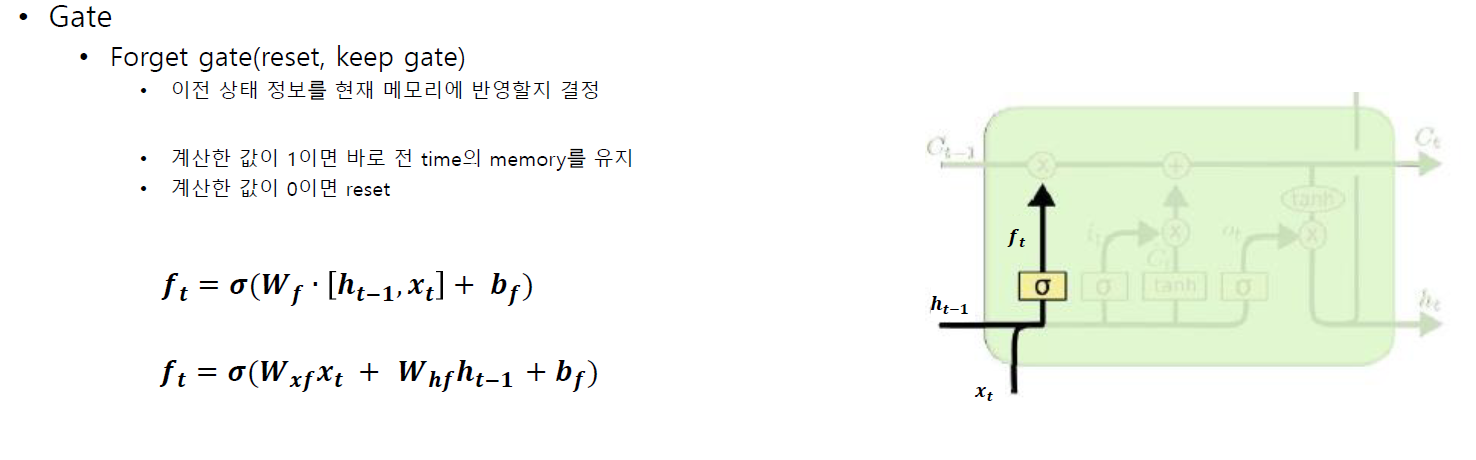 • Gate
• Forget gate(reset, keep gate)
• 이전 상태 정보를 현재 메모리에 반영할지 결정
• 계산한 값이 1이면 바로 전 time의 memory를 유지
• 계산한 값이 0이면 reset
f_t = σ(W_f · [h_{t−1}, x_t] + b_f)
f_t = σ(W_{xf} x_t + W_{hf} h_{t−1} + b_f)
C_{t−1}
C_t
tanh
f_t
i_t
o_t
C_t
σ
σ
tanh
σ
h_{t−1}
h_t
x_t